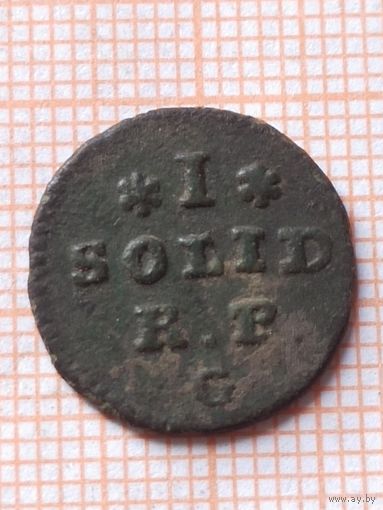 * I *
SOLID
R.P.
G
www.ay.by